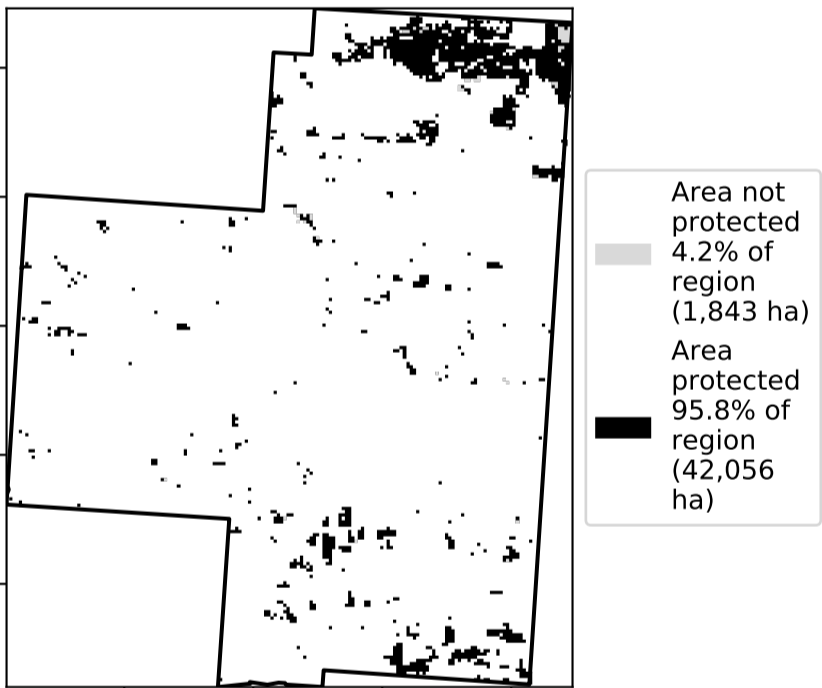 Area not
protected
4.2% of
region
(1,843 ha)
Area
protected
95.8% of
region
(42,056
ha)